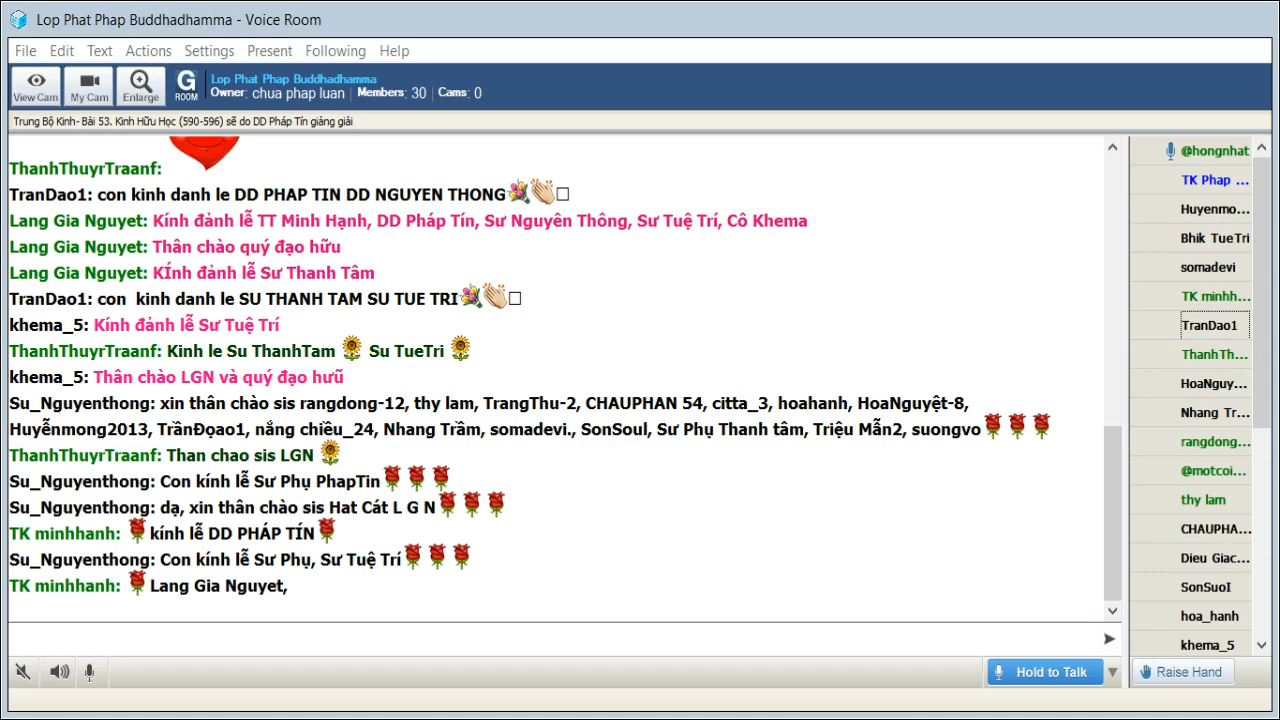 Lop Phat Phap Buddhadhamma - Voice Room
File Edit Text Actions Settings Present Following Help
View Cam My Cam Enlarge G ROOM
Lop Phat Phap Buddhadhamma
Owner: chua phap luan Members: 30 Cams: 0
Trung Bộ Kinh- Bài 53. Kinh Hữu Học (590-596) sẽ do DD Pháp Tín giảng giải
ThanhThuyrTraanf:
TranDao1: con kinh danh le DD PHAP TIN DD NGUYEN THONG
Lang Gia Nguyet: Kính đảnh lễ TT Minh Hạnh, DD Pháp Tín, Sư Nguyên Thông, Sư Tuệ Trí, Cô Khema
Lang Gia Nguyet: Thân chào quý đạo hữu
Lang Gia Nguyet: KÍnh đảnh lễ Sư Thanh Tâm
TranDao1: con kinh danh le SU THANH TAM SU TUE TRI
khema_5: Kính đảnh lễ Sư Tuệ Trí
ThanhThuyrTraanf: Kinh le Su ThanhTam Su TueTri
khema_5: Thân chào LGN và quý đạo hưũ
Su_Nguyenthong: xin thân chào sis rangdong-12, thy lam, TrangThu-2, CHAUPHAN 54, citta_3, hoahanh, HoaNguyệt-8,
Huyễnmong2013, TrầnĐọao1, nắng chiều_24, Nhang Trầm, somadevi., SonSoul, Sư Phụ Thanh tâm, Triệu Mẫn2, suongvo
ThanhThuyrTraanf: Than chao sis LGN
Su_Nguyenthong: Con kính lễ Sư Phụ PhapTin
Su_Nguyenthong: dạ, xin thân chào sis Hat Cát L G N
TK minhhanh: kính lễ DD PHÁP TÍN
Su_Nguyenthong: Con kính lễ Sư Phụ, Sư Tuệ Trí
TK minhhanh: Lang Gia Nguyet,
@hongnhat
TK Phap ...
Huyenmo...
Bhik TueTri
somadevi
TK minhh...
TranDao1
ThanhTh...
HoaNguy...
Nhang Tr...
rangdong...
@motcoi...
thy lam
CHAUPHA...
Dieu Giac...
SonSuoI
hoa_hanh
khema_5
Hold to Talk
Raise Hand